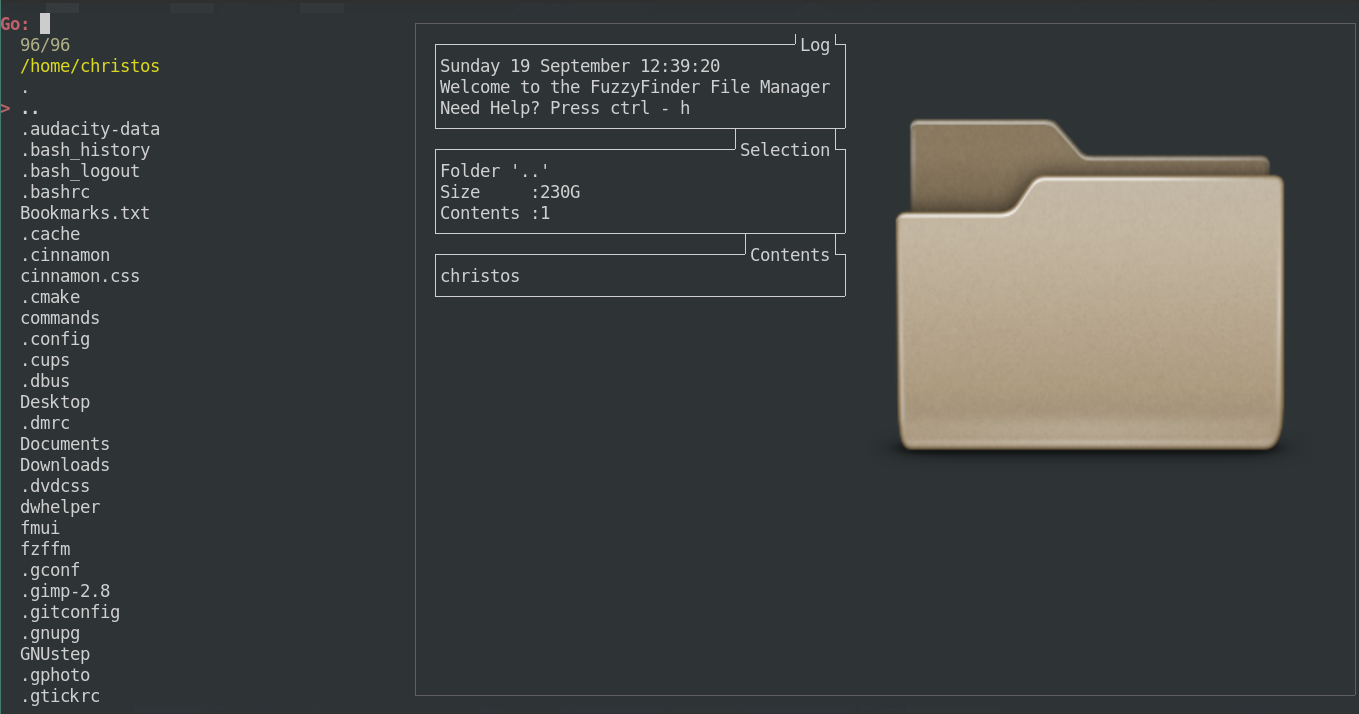 Go:
96/96
/home/christos
.
> ..
.audacity-data
.bash_history
.bash_logout
.bashrc
Bookmarks.txt
.cache
.cinnamon
cinnamon.css
.cmake
commands
.config
.cups
.dbus
Desktop
.dmrc
Documents
Downloads
.dvdcss
dwhelper
fmui
fzffm
.gconf
.gimp-2.8
.gitconfig
.gnupg
GNUstep
.gphoto
.gtickrc
Log
Sunday 19 September 12:39:20
Welcome to the FuzzyFinder File Manager
Need Help? Press ctrl - h
Selection
Folder '..'
Size     :230G
Contents :1
Contents
christos